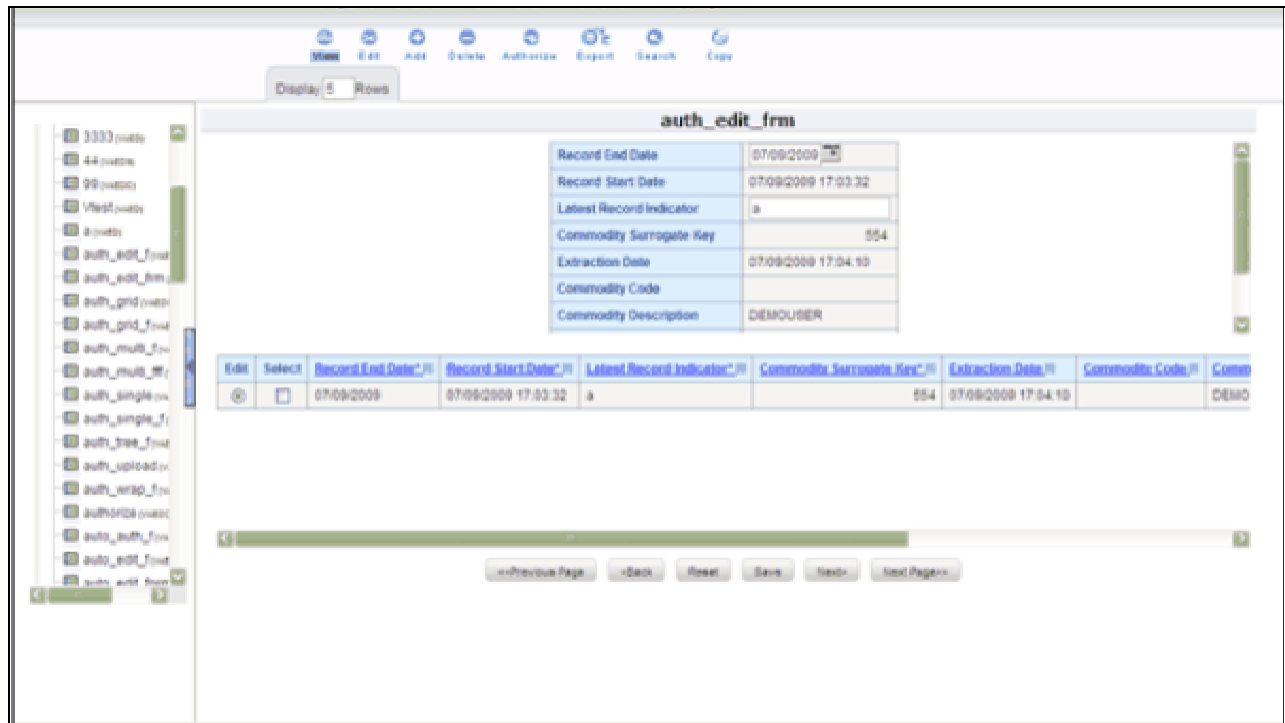 View Edit Add Delete Authorize Export Search Copy
Display 5 Rows
auth_edit_frm
3333
44
99
a
auth_edit_f
auth_edit_frm
auth_grid
auth_grid_f
auth_multi_f
auth_multi_fff
auth_single
auth_single_f
auth_tree_f
auth_upload
auth_wrap_f
authorize
auto_auth_f
auto_edit_f
auto_edit_frm
Record End Date 07/09/2009
Record Start Date 07/09/2009 17:03:32
Latest Record Indicator a
Commodity Surrogate Key 554
Extraction Date 07/09/2009 17:04:10
Commodity Code
Commodity Description DEMOUSER
Edit Select Record End Date* Record Start Date* Latest Record Indicator* Commodity Surrogate Key* Extraction Date Commodity Code Comm
07/09/2009 07/09/2009 17:03:32 a 554 07/09/2009 17:04:10 DEMO
<<Previous Page <Back Reset Save Next> Next Page>>